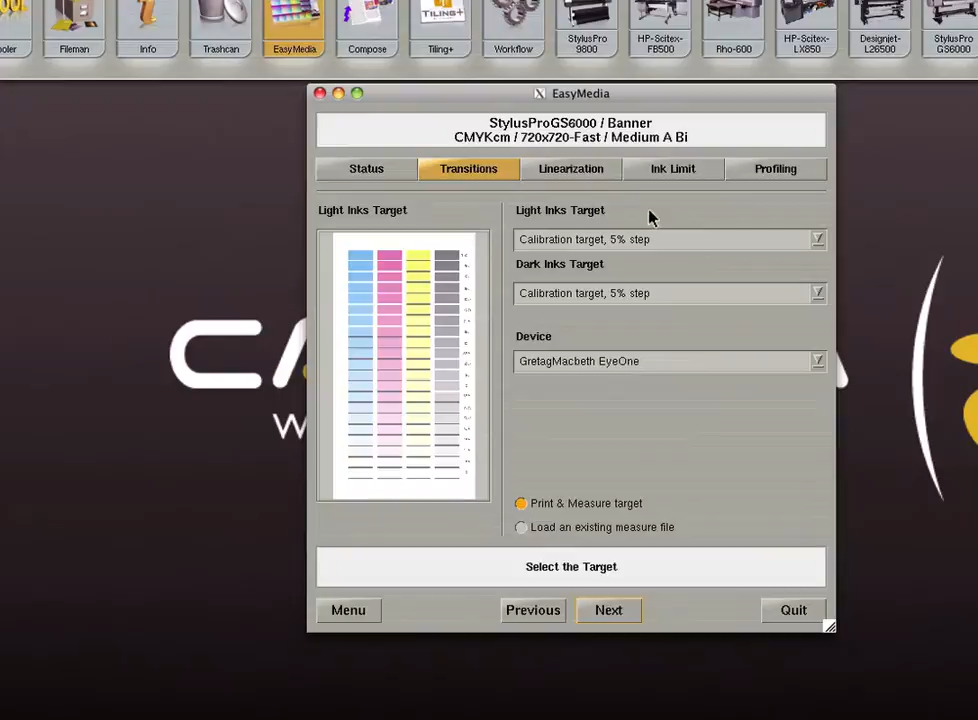 ooler
Fileman
Info
Trashcan
EasyMedia
Compose
TILING+
Tiling+
Workflow
StylusPro
9800
HP-Scitex-
FB500
Rho-600
HP-Scitex-
LX850
Designjet-
L26500
StylusPro
GS6000
X EasyMedia
StylusProGS6000 / Banner
CMYKcm / 720x720-Fast / Medium A Bi
Status
Transitions
Linearization
Ink Limit
Profiling
Light Inks Target
Light Inks Target
Calibration target, 5% step
Dark Inks Target
Calibration target, 5% step
Device
GretagMacbeth EyeOne
Print & Measure target
Load an existing measure file
Select the Target
Menu
Previous
Next
Quit